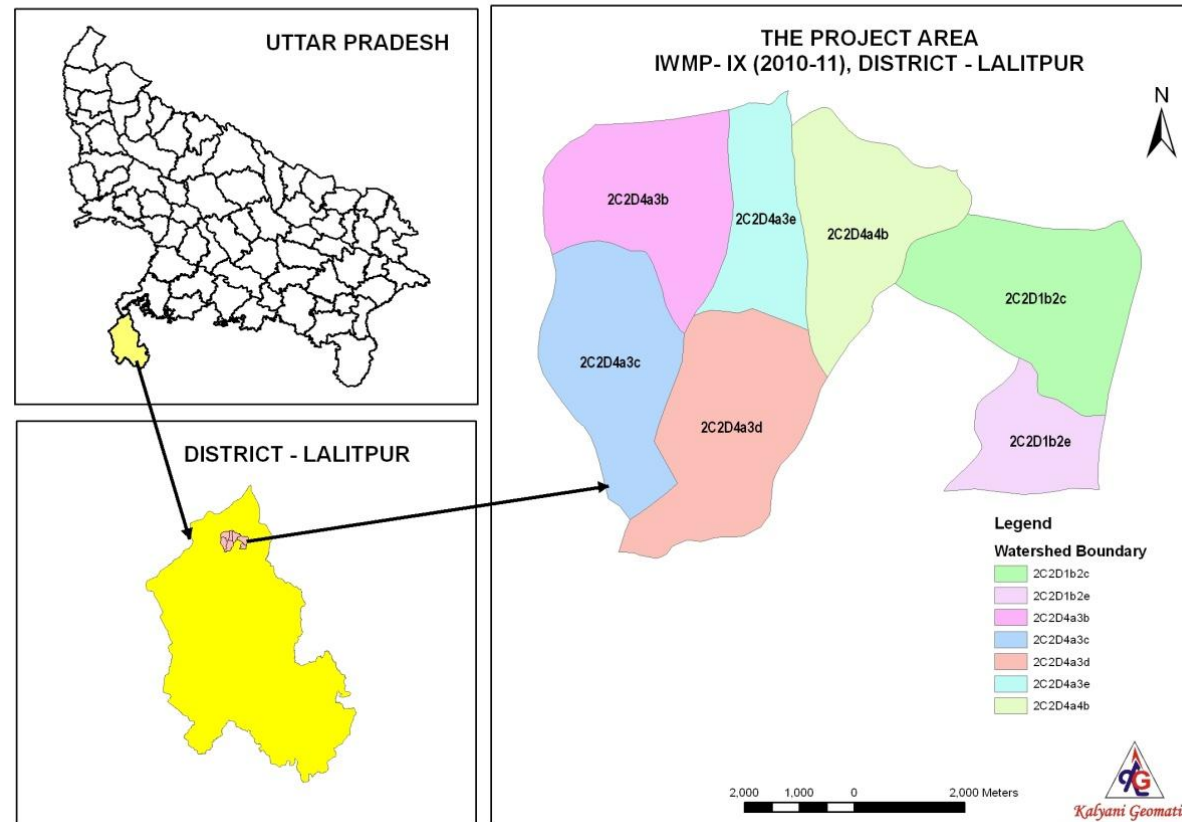 UTTAR PRADESH
DISTRICT - LALITPUR
THE PROJECT AREA
IWMP- IX (2010-11), DISTRICT - LALITPUR
N
2C2D4a3b
2C2D4a3e
2C2D4a4b
2C2D1b2c
2C2D4a3c
2C2D4a3d
2C2D1b2e
Legend
Watershed Boundary
2C2D1b2c
2C2D1b2e
2C2D4a3b
2C2D4a3c
2C2D4a3d
2C2D4a3e
2C2D4a4b
2,000 1,000 0 2,000 Meters
Kalyani Geomati